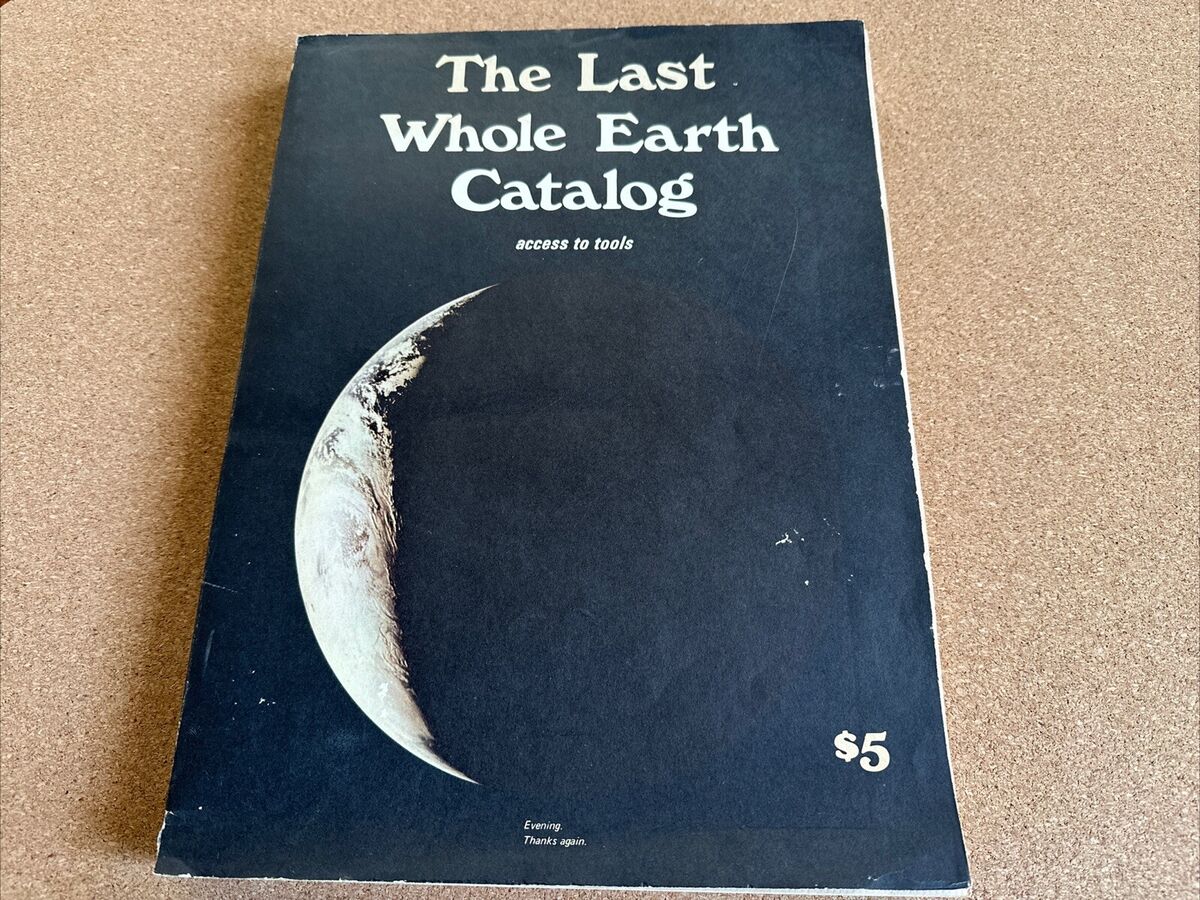 The Last
Whole Earth
Catalog
access to tools
$5
Evening.
Thanks again.